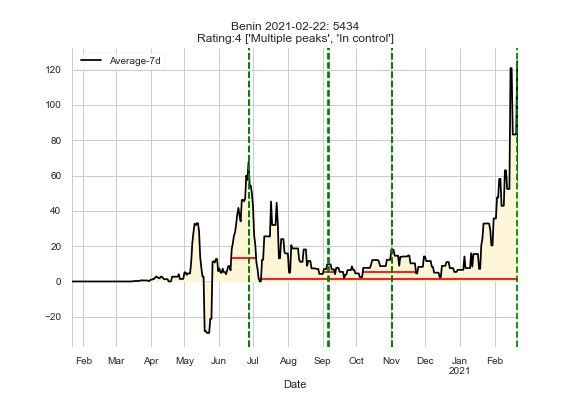 Benin 2021-02-22: 5434
Rating:4 ['Multiple peaks', 'In control']
Average-7d
120
100
80
60
40
20
0
−20
Feb Mar Apr May Jun Jul Aug Sep Oct Nov Dec Jan Feb
2021
Date